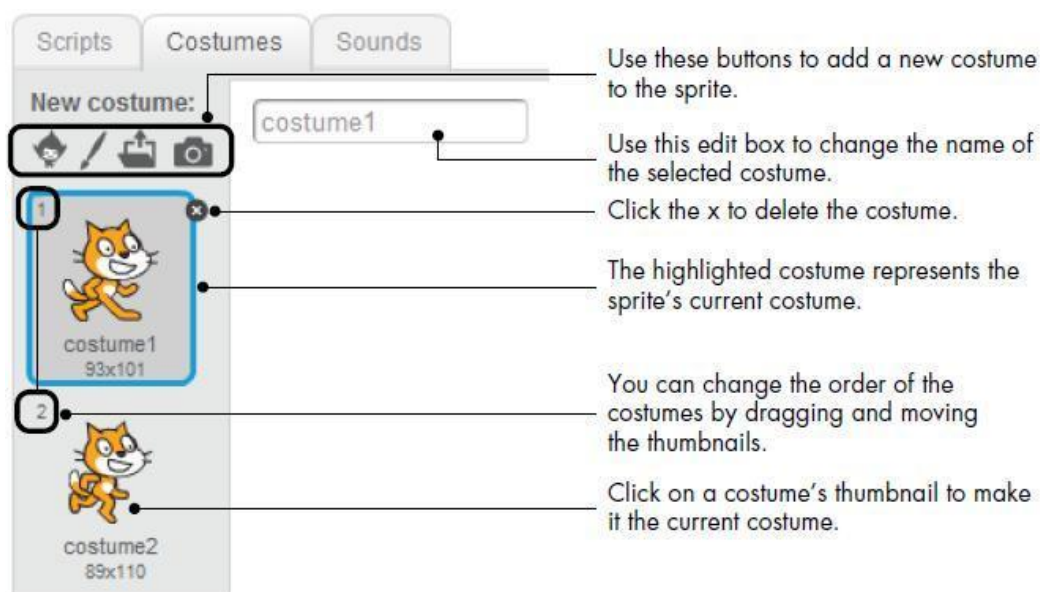 Scripts
Costumes
Sounds
New costume:
costume1
1
costume1
93x101
2
costume2
89x110
Use these buttons to add a new costume
to the sprite.
Use this edit box to change the name of
the selected costume.
Click the x to delete the costume.
The highlighted costume represents the
sprite’s current costume.
You can change the order of the
costumes by dragging and moving
the thumbnails.
Click on a costume’s thumbnail to make
it the current costume.